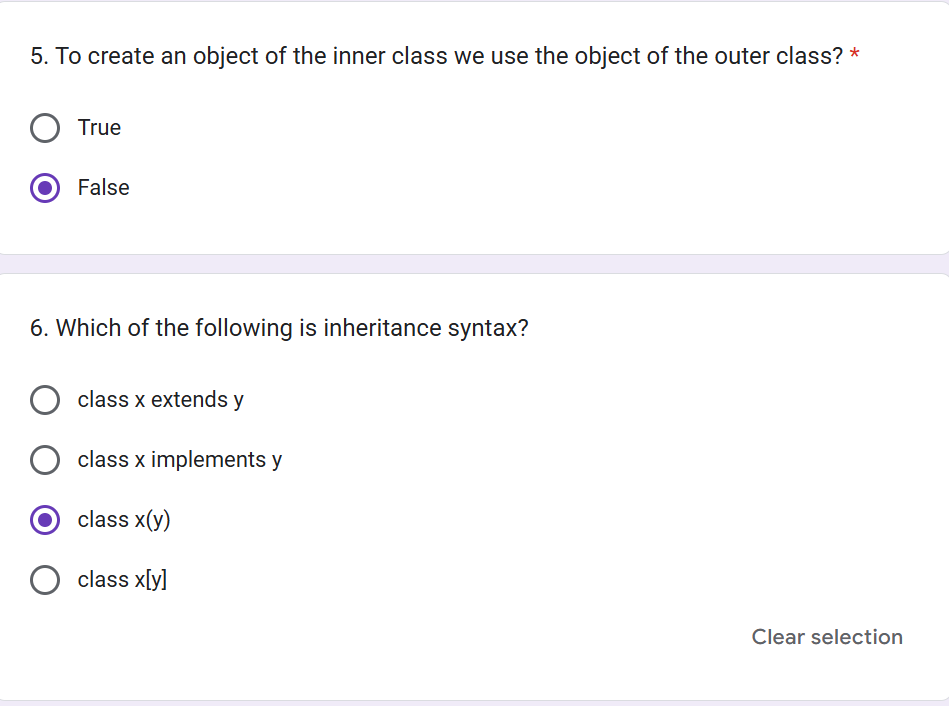 5. To create an object of the inner class we use the object of the outer class? *
True
False
6. Which of the following is inheritance syntax?
class x extends y
class x implements y
class x(y)
class x[y]
Clear selection